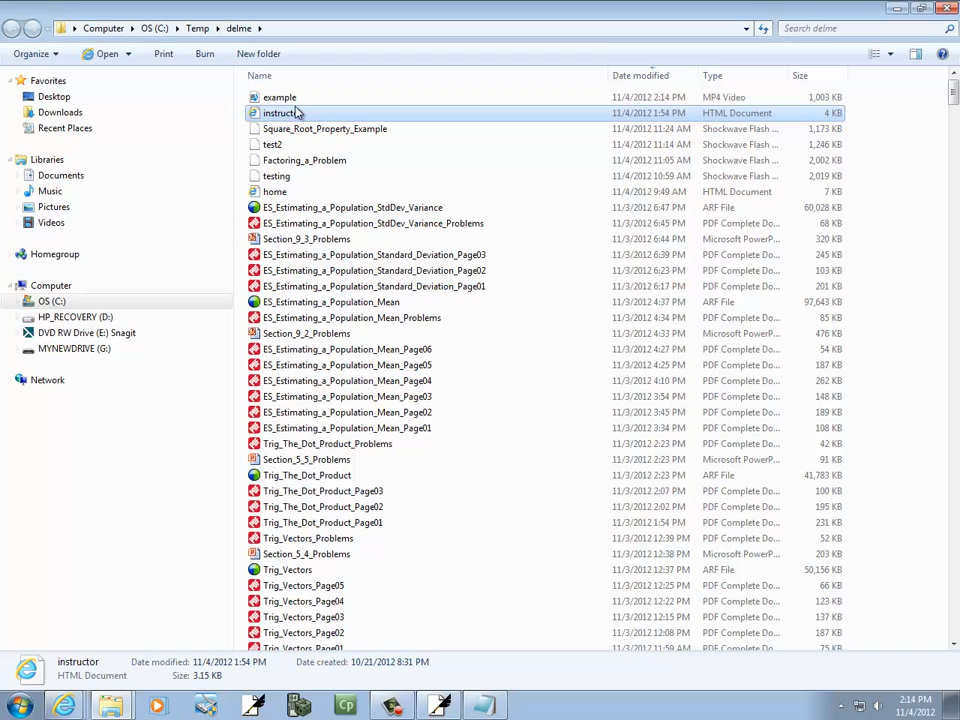 Computer ▸ OS (C:) ▸ Temp ▸ delme ▸
Search delme
Organize ▾ Open ▾ Print Burn New folder
Name Date modified Type Size
Favorites
Desktop
Downloads
Recent Places
Libraries
Documents
Music
Pictures
Videos
Homegroup
Computer
OS (C:)
HP_RECOVERY (D:)
DVD RW Drive (E:) Snagit
MYNEWDRIVE (G:)
Network
example 11/4/2012 2:14 PM MP4 Video 1,003 KB
instructor 11/4/2012 1:54 PM HTML Document 4 KB
Square_Root_Property_Example 11/4/2012 11:24 AM Shockwave Flash ... 1,173 KB
test2 11/4/2012 11:14 AM Shockwave Flash ... 1,246 KB
Factoring_a_Problem 11/4/2012 11:05 AM Shockwave Flash ... 2,002 KB
testing 11/4/2012 10:59 AM Shockwave Flash ... 2,019 KB
home 11/4/2012 9:49 AM HTML Document 7 KB
ES_Estimating_a_Population_StdDev_Variance 11/3/2012 6:47 PM ARF File 60,028 KB
ES_Estimating_a_Population_StdDev_Variance_Problems 11/3/2012 6:45 PM PDF Complete Do... 68 KB
Section_9_3_Problems 11/3/2012 6:44 PM Microsoft PowerP... 320 KB
ES_Estimating_a_Population_Standard_Deviation_Page03 11/3/2012 6:39 PM PDF Complete Do... 245 KB
ES_Estimating_a_Population_Standard_Deviation_Page02 11/3/2012 6:23 PM PDF Complete Do... 103 KB
ES_Estimating_a_Population_Standard_Deviation_Page01 11/3/2012 6:17 PM PDF Complete Do... 201 KB
ES_Estimating_a_Population_Mean 11/3/2012 4:37 PM ARF File 97,643 KB
ES_Estimating_a_Population_Mean_Problems 11/3/2012 4:34 PM PDF Complete Do... 85 KB
Section_9_2_Problems 11/3/2012 4:33 PM Microsoft PowerP... 476 KB
ES_Estimating_a_Population_Mean_Page06 11/3/2012 4:27 PM PDF Complete Do... 54 KB
ES_Estimating_a_Population_Mean_Page05 11/3/2012 4:25 PM PDF Complete Do... 187 KB
ES_Estimating_a_Population_Mean_Page04 11/3/2012 4:10 PM PDF Complete Do... 262 KB
ES_Estimating_a_Population_Mean_Page03 11/3/2012 3:54 PM PDF Complete Do... 148 KB
ES_Estimating_a_Population_Mean_Page02 11/3/2012 3:45 PM PDF Complete Do... 189 KB
ES_Estimating_a_Population_Mean_Page01 11/3/2012 3:34 PM PDF Complete Do... 108 KB
Trig_The_Dot_Product_Problems 11/3/2012 2:23 PM PDF Complete Do... 42 KB
Section_5_5_Problems 11/3/2012 2:23 PM Microsoft PowerP... 91 KB
Trig_The_Dot_Product 11/3/2012 2:23 PM ARF File 41,783 KB
Trig_The_Dot_Product_Page03 11/3/2012 2:07 PM PDF Complete Do... 100 KB
Trig_The_Dot_Product_Page02 11/3/2012 2:02 PM PDF Complete Do... 195 KB
Trig_The_Dot_Product_Page01 11/3/2012 1:54 PM PDF Complete Do... 231 KB
Trig_Vectors_Problems 11/3/2012 12:39 PM PDF Complete Do... 52 KB
Section_5_4_Problems 11/3/2012 12:38 PM Microsoft PowerP... 203 KB
Trig_Vectors 11/3/2012 12:37 PM ARF File 50,156 KB
Trig_Vectors_Page05 11/3/2012 12:25 PM PDF Complete Do... 66 KB
Trig_Vectors_Page04 11/3/2012 12:22 PM PDF Complete Do... 123 KB
Trig_Vectors_Page03 11/3/2012 12:15 PM PDF Complete Do... 137 KB
Trig_Vectors_Page02 11/3/2012 12:08 PM PDF Complete Do... 187 KB
Trig_Vectors_Page01 11/3/2012 11:59 AM PDF Complete Do... 75 KB
instructor Date modified: 11/4/2012 1:54 PM Date created: 10/21/2012 8:31 PM
HTML Document Size: 3.15 KB
Cp
2:14 PM
11/4/2012